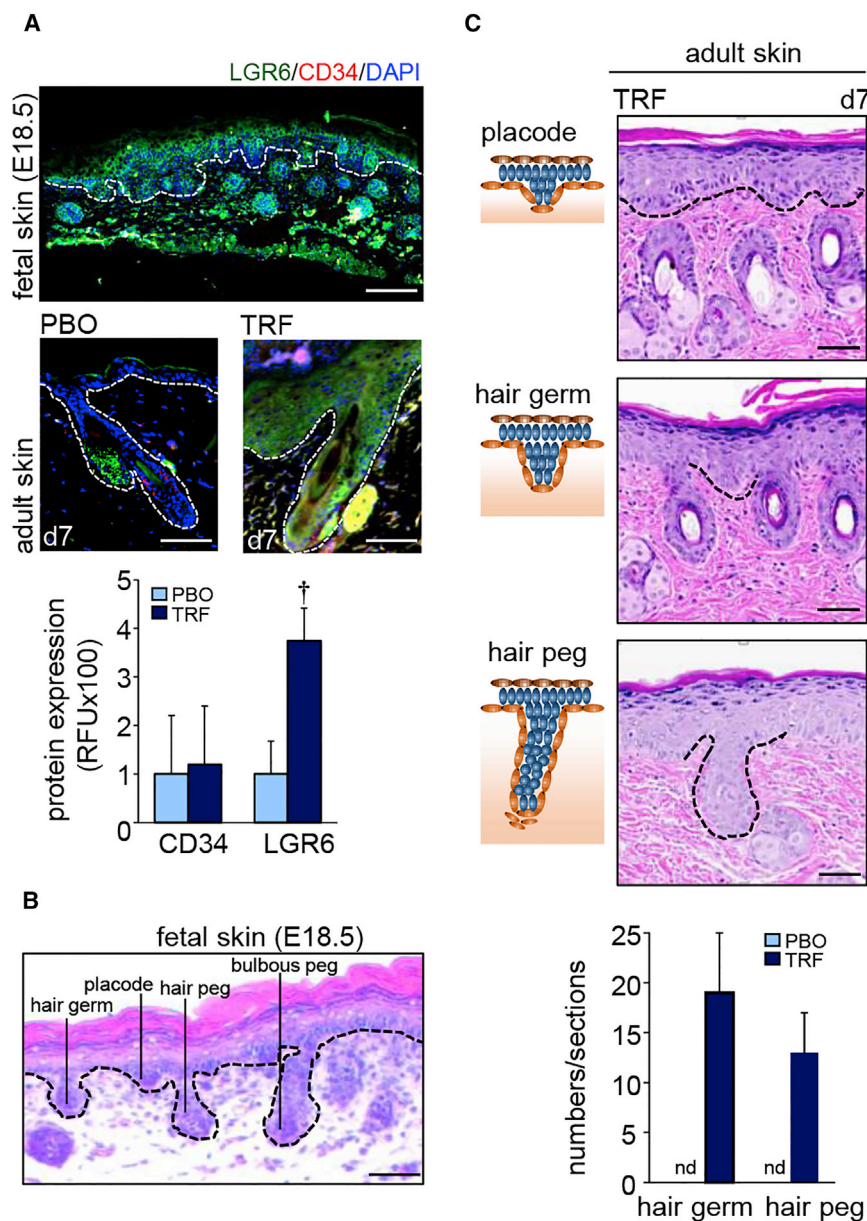 A
LGR6/CD34/DAPI
fetal skin (E18.5)
PBO
TRF
adult skin
d7
d7
protein expression
(RFUx100)
5
4
3
2
1
0
PBO
TRF
†
CD34
LGR6
B
fetal skin (E18.5)
hair germ
placode
hair peg
bulbous peg
C
adult skin
TRF
d7
placode
hair germ
hair peg
numbers/sections
25
20
15
10
5
0
PBO
TRF
nd
nd
hair germ
hair peg